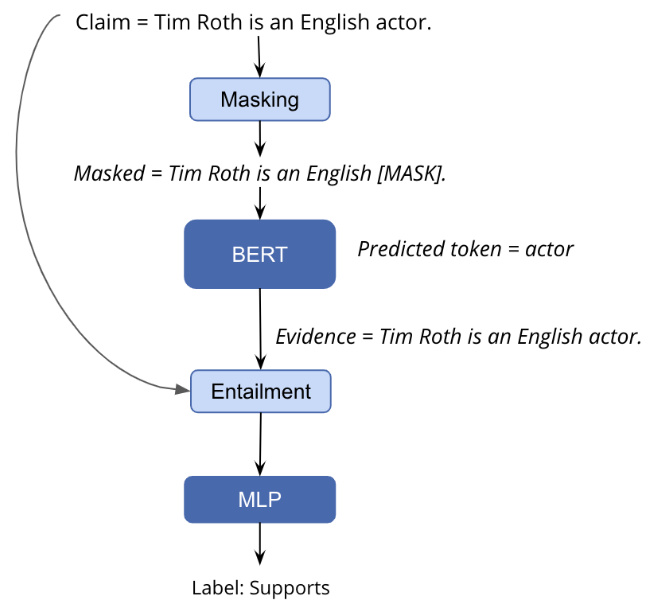 Claim = Tim Roth is an English actor.
Masking
Masked = Tim Roth is an English [MASK].
BERT
Predicted token = actor
Evidence = Tim Roth is an English actor.
Entailment
MLP
Label: Supports